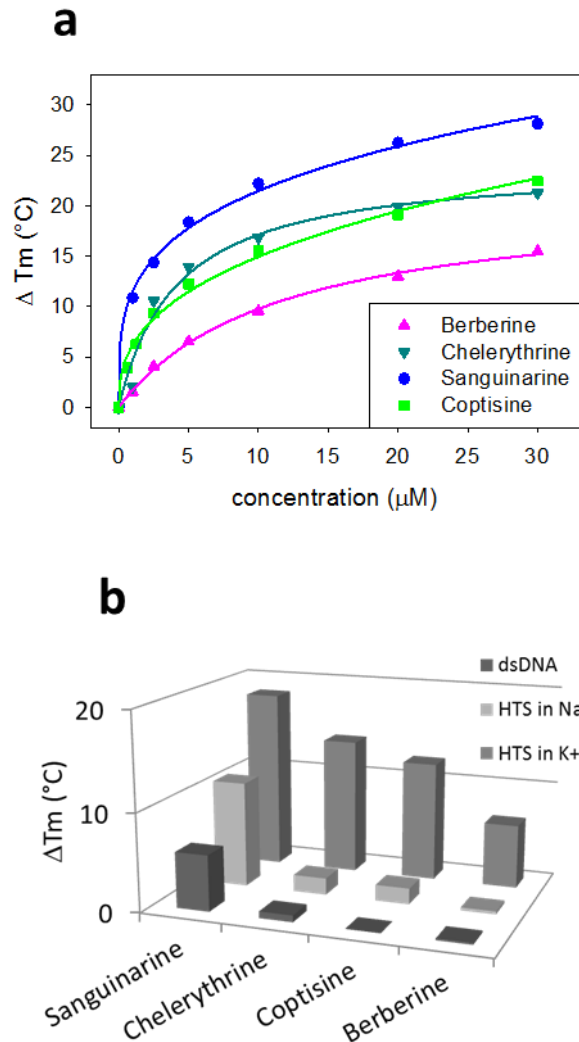 a
Δ Tm (°C)
30
25
20
15
10
5
0
Berberine
Chelerythrine
Sanguinarine
Coptisine
0 5 10 15 20 25 30
concentration (μM)
b
dsDNA
HTS in Na
HTS in K+
ΔTm (°C)
20
10
0
Sanguinarine
Chelerythrine
Coptisine
Berberine